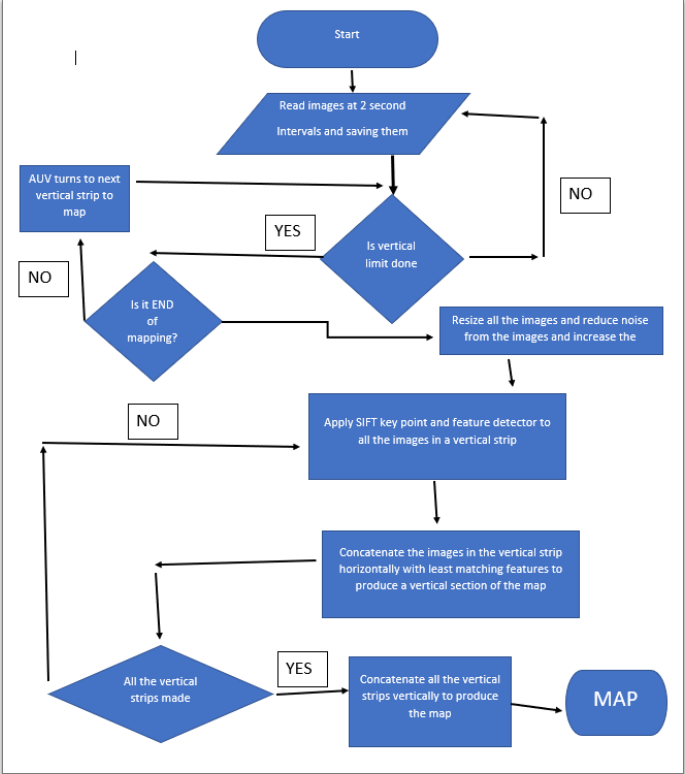 Start
Read images at 2 second
Intervals and saving them
AUV turns to next
vertical strip to
map
NO
YES
Is vertical
limit done
NO
Is it END
of
mapping?
Resize all the images and reduce noise
from the images and increase the
NO
Apply SIFT key point and feature detector to
all the images in a vertical strip
Concatenate the images in the vertical strip
horizontally with least matching features to
produce a vertical section of the map
All the vertical
strips made
YES
Concatenate all the vertical
strips vertically to produce
the map
MAP